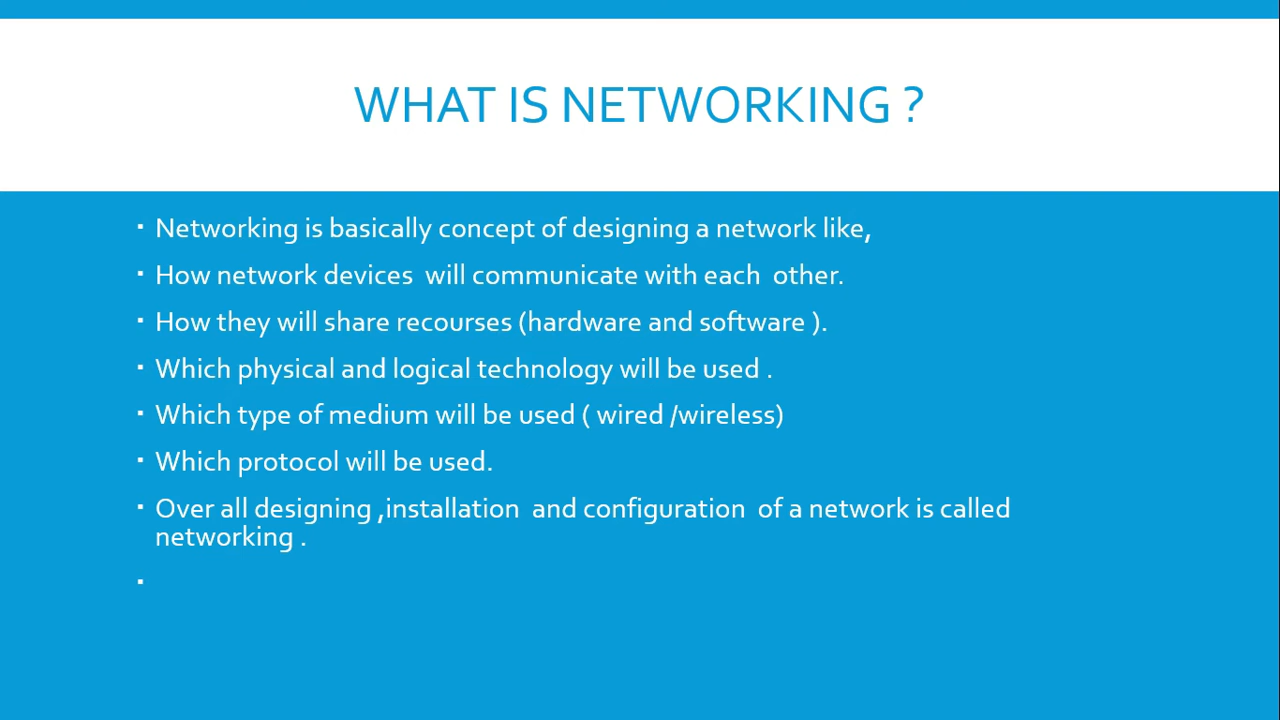 WHAT IS NETWORKING ?
▪ Networking is basically concept of designing a network like,
▪ How network devices  will communicate with each  other.
▪ How they will share recourses (hardware and software ).
▪ Which physical and logical technology will be used .
▪ Which type of medium will be used ( wired /wireless)
▪ Which protocol will be used.
▪ Over all designing ,installation  and configuration  of a network is called
networking .
▪